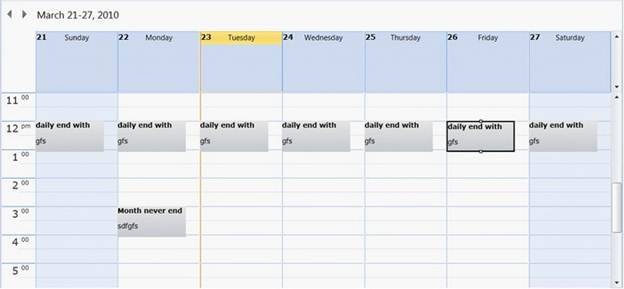 March 21-27, 2010
21 Sunday 22 Monday 23 Tuesday 24 Wednesday 25 Thursday 26 Friday 27 Saturday
11 00
12 pm daily end with daily end with daily end with daily end with daily end with daily end with daily end with
gfs gfs gfs gfs gfs gfs gfs
1 00
2 00
3 00 Month never end
sdfgfs
4 00
5 00